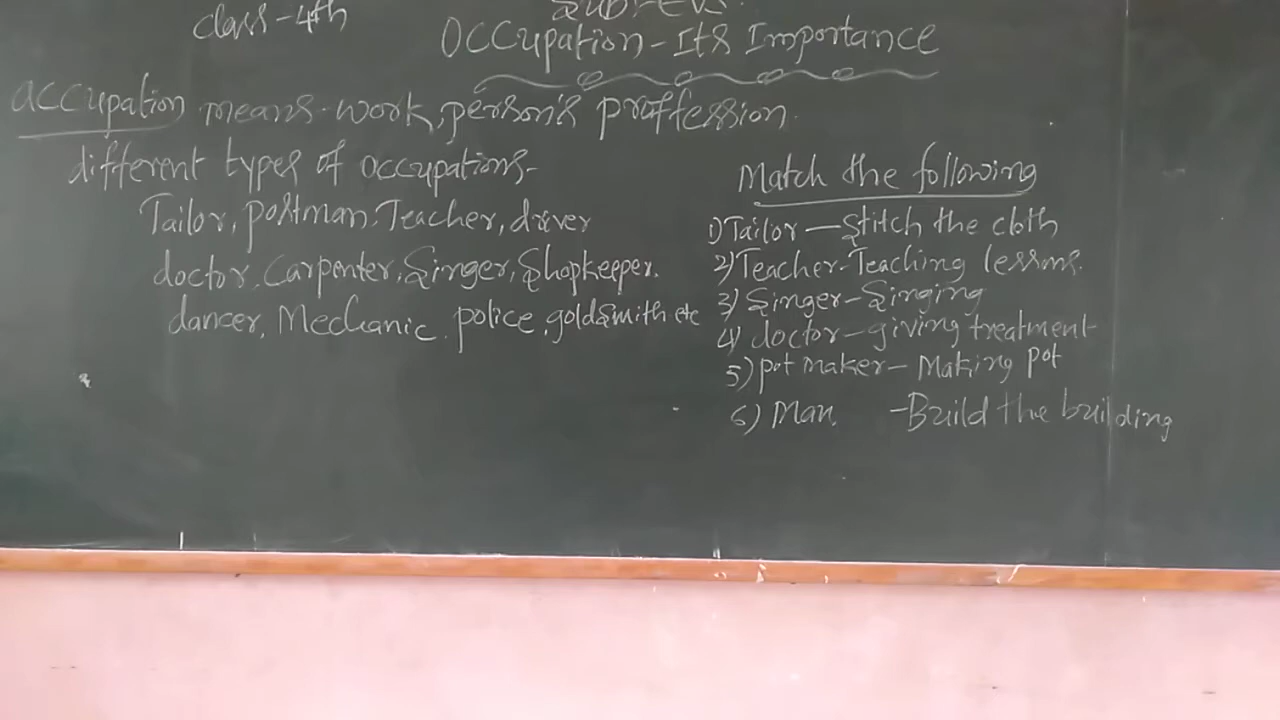 class-4th
Sub:-EVS.
Occupation-Its Importance
accupation means-work, person's proffession.
different types of occupations-
Tailor, postman, Teacher, driver
doctor, Carpenter, Singer, Shopkeeper.
dancer, Mechanic. police, goldsmith etc
Match the following
1) Tailor — Stitch the cloth
2) Teacher-Teaching lessons.
3) Singer-Singing
4) doctor-giving treatment
5) pot maker- Making pot
6) Man. -Build the building